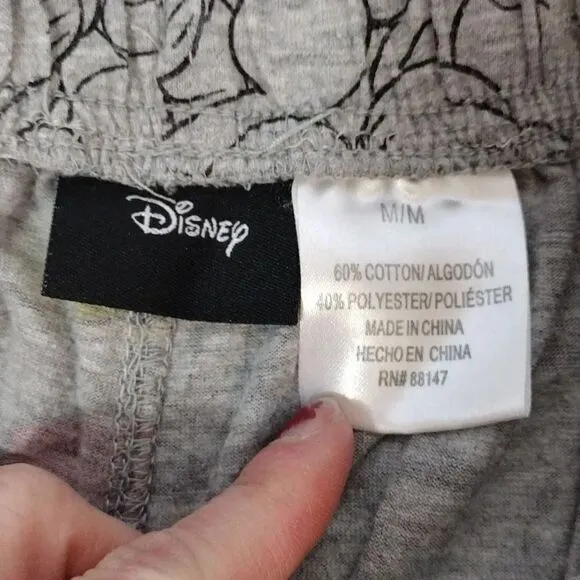 Disney
M/M
60% COTTON/ALGODÓN
40% POLYESTER/POLIÉSTER
MADE IN CHINA
HECHO EN CHINA
RN# 88147